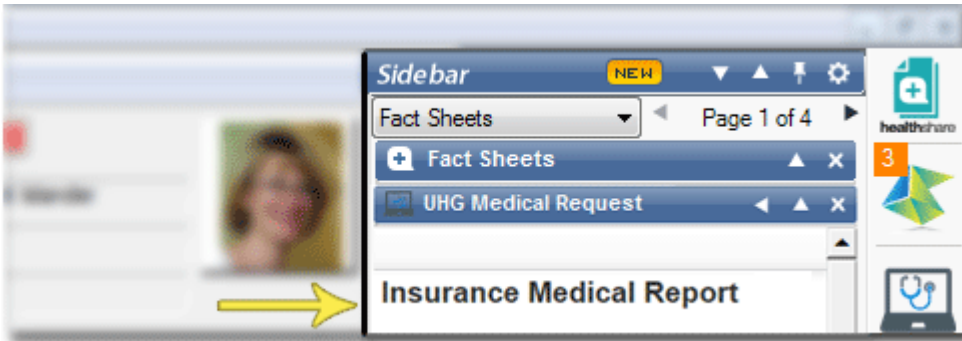 Sidebar NEW
Fact Sheets Page 1 of 4
healthshare
Fact Sheets
3
UHG Medical Request
Insurance Medical Report